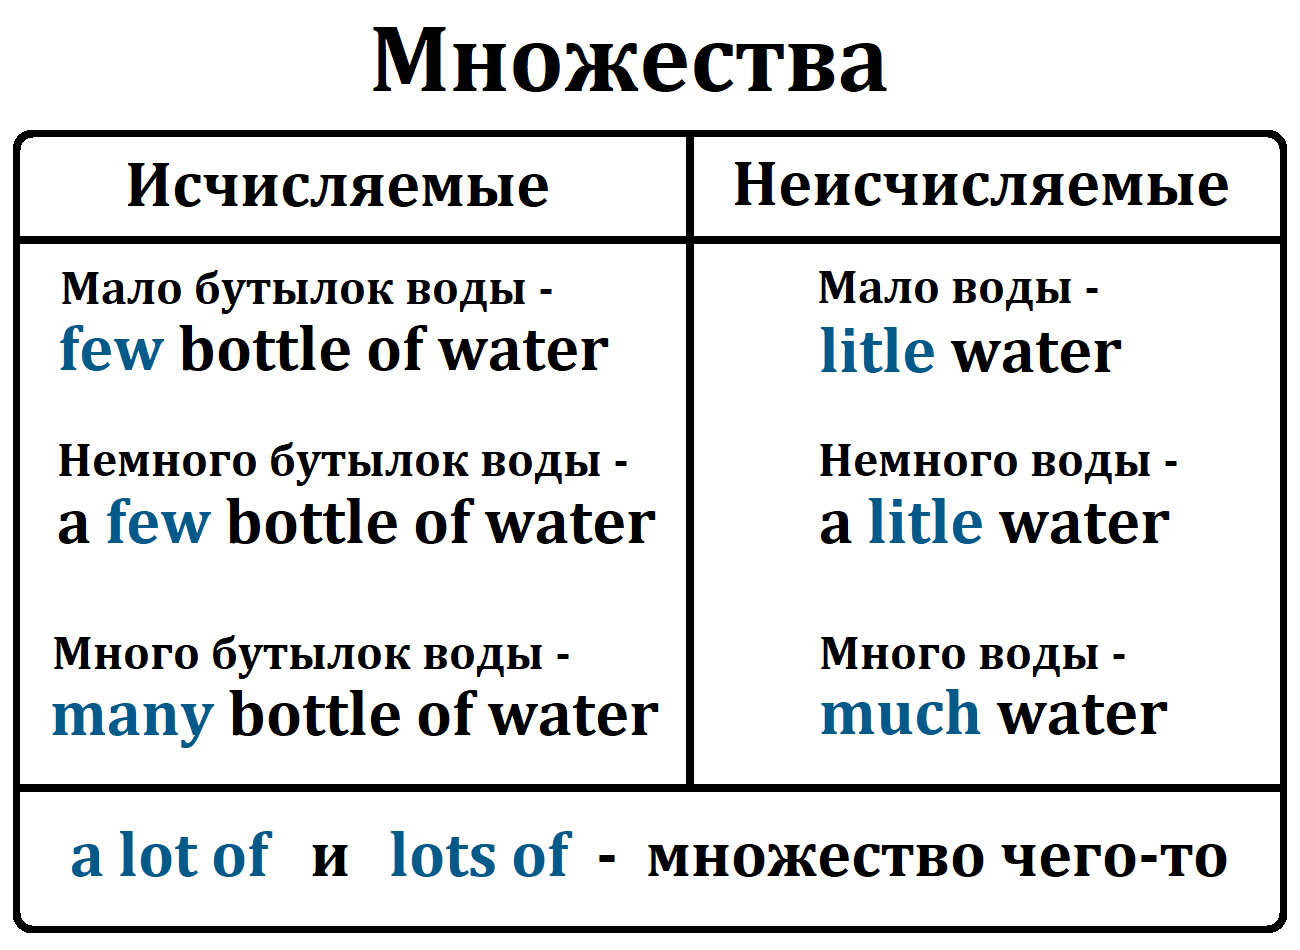 Множества
Исчисляемые
Неисчисляемые
Мало бутылок воды -
few bottle of water
Немного бутылок воды -
a few bottle of water
Много бутылок воды -
many bottle of water
Мало воды -
litle water
Немного воды -
a litle water
Много воды -
much water
a lot of и lots of - множество чего-то